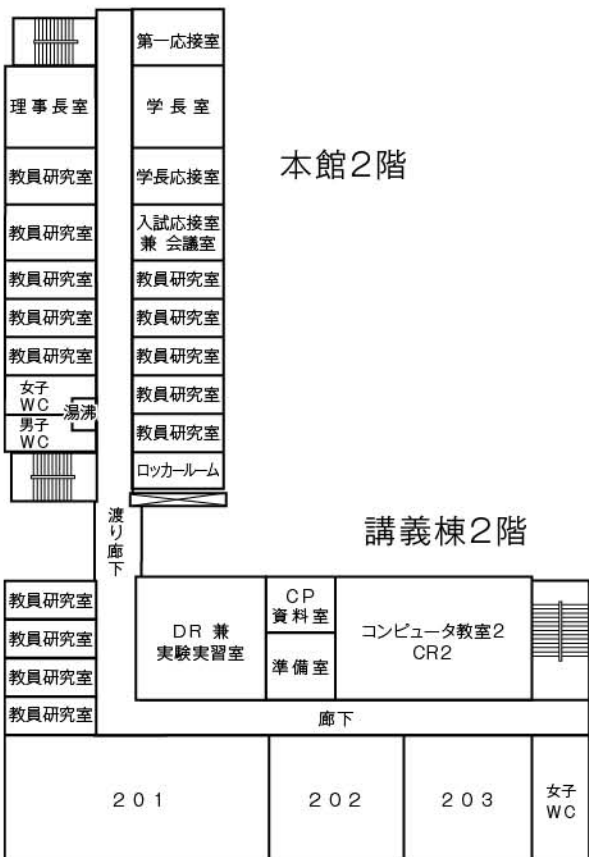 第一応接室
理事長室
学長室
本館2階
教員研究室
学長応接室
教員研究室
入試応接室
兼 会議室
教員研究室
教員研究室
教員研究室
教員研究室
教員研究室
教員研究室
女子
WC
教員研究室
湯沸
男子
WC
教員研究室
ロッカールーム
渡り廊下
講義棟2階
教員研究室
教員研究室
教員研究室
教員研究室
DR 兼
実験実習室
CP
資料室
準備室
コンピュータ教室2
CR2
廊下
201
202
203
女子
WC